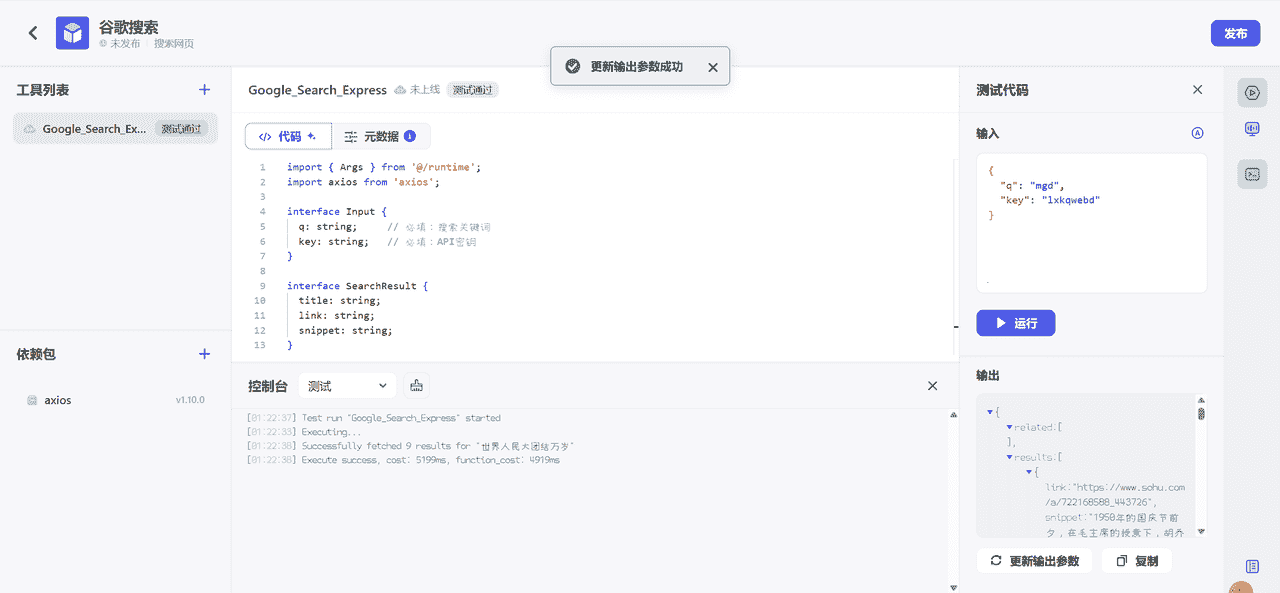 谷歌搜索
未发布 搜索网页
发布
更新输出参数成功
工具列表
Google_Search_Ex... 测试通过
依赖包
axios v1.10.0
Google_Search_Express 未上线 测试通过
代码 元数据
1 import { Args } from '@/runtime';
2 import axios from 'axios';
3
4 interface Input {
5 q: string; // 必填：搜索关键词
6 key: string; // 必填：API密钥
7 }
8
9 interface SearchResult {
10 title: string;
11 link: string;
12 snippet: string;
13 }
控制台 测试
[01:22:37] Test run "Google_Search_Express" started
[01:22:33] Executing...
[01:22:38] Successfully fetched 9 results for "世界人民大团结万岁"
[01:22:38] Execute success, cost: 5199ms, function_cost: 4919ms
测试代码
输入
{
"q": "mgd",
"key": "lxkqwebd"
}
运行
输出
{
related:[
],
results:[
{
link:"https://www.sohu.com
/a/722168588_443726",
snippet:"1950年的国庆节前
夕，在毛主席的授意下，胡乔
更新输出参数 复制